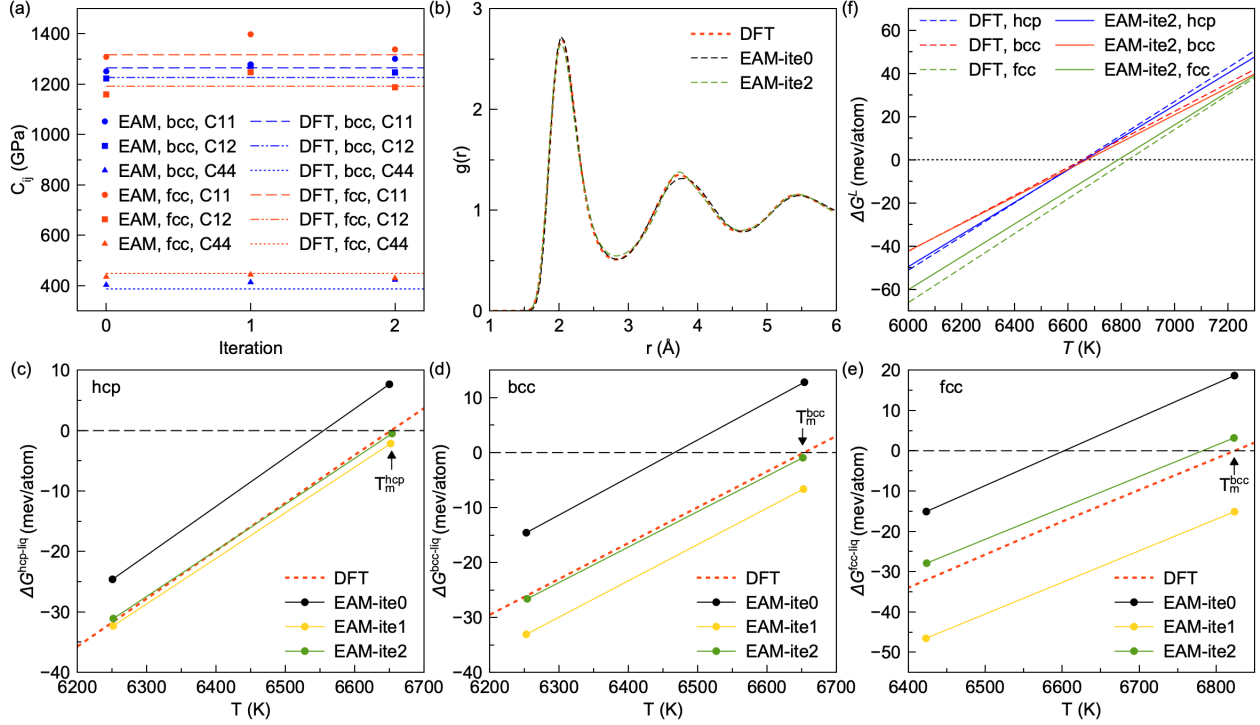 (a)
1400
1200
1000
800
600
400
C_ij (GPa)
EAM, bcc, C11
EAM, bcc, C12
EAM, bcc, C44
EAM, fcc, C11
EAM, fcc, C12
EAM, fcc, C44
DFT, bcc, C11
DFT, bcc, C12
DFT, bcc, C44
DFT, fcc, C11
DFT, fcc, C12
DFT, fcc, C44
0 1 2
Iteration
(b)
3
2
1
0
g(r)
DFT
EAM-ite0
EAM-ite2
1 2 3 4 5 6
r (Å)
(f)
DFT, hcp
DFT, bcc
DFT, fcc
EAM-ite2, hcp
EAM-ite2, bcc
EAM-ite2, fcc
60
40
20
0
−20
−40
−60
ΔG^L (mev/atom)
6000 6200 6400 6600 6800 7000 7200
T (K)
(c)
hcp
10
0
−10
−20
−30
−40
ΔG^hcp-liq (mev/atom)
T_m^hcp
DFT
EAM-ite0
EAM-ite1
EAM-ite2
6200 6300 6400 6500 6600 6700
T (K)
(d)
bcc
10
0
−10
−20
−30
−40
ΔG^bcc-liq (mev/atom)
T_m^bcc
DFT
EAM-ite0
EAM-ite1
EAM-ite2
6200 6300 6400 6500 6600 6700
T (K)
(e)
fcc
20
10
0
−10
−20
−30
−40
−50
ΔG^fcc-liq (mev/atom)
T_m^bcc
DFT
EAM-ite0
EAM-ite1
EAM-ite2
6400 6500 6600 6700 6800
T (K)